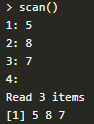 > scan()
1: 5
2: 8
3: 7
4:
Read 3 items
[1] 5 8 7